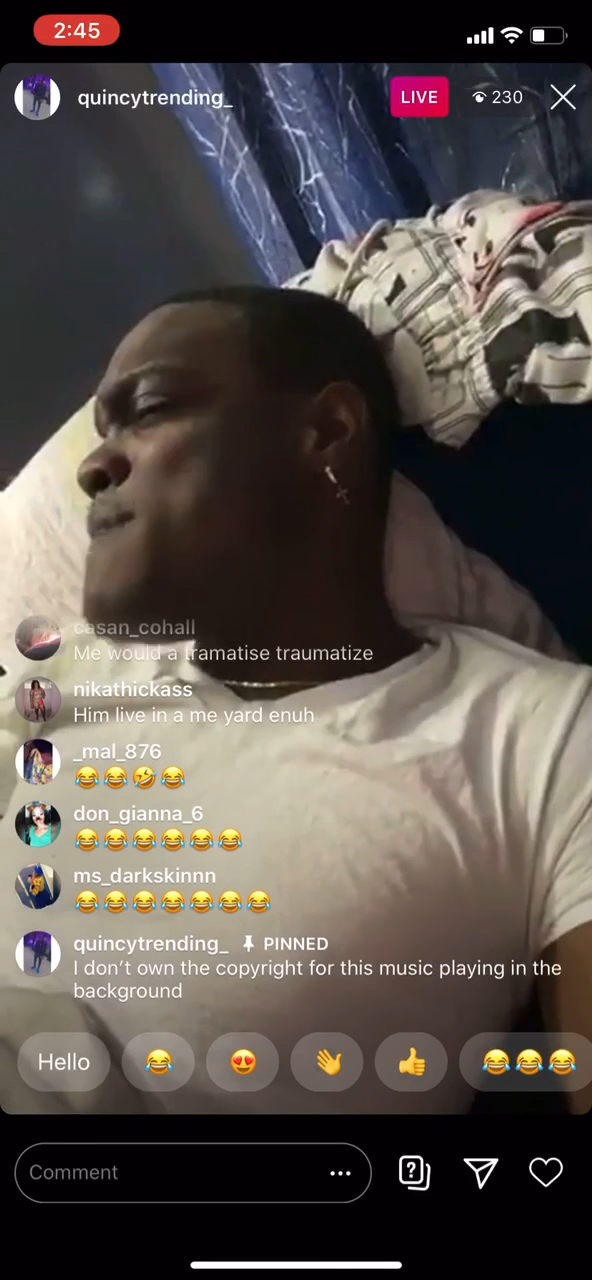 2:45
quincytrending_ LIVE 230
casan_cohall
Me would a tramatise traumatize
nikathickass
Him live in a me yard enuh
_mal_876
😂😂🤣😂
don_gianna_6
😂😂😂😂😂😂
ms_darkskinnn
😂😂😂😂😂😂😂
quincytrending_ PINNED
I don’t own the copyright for this music playing in the
background
Hello 😂 😍 👋 👍 😂😂😂
Comment